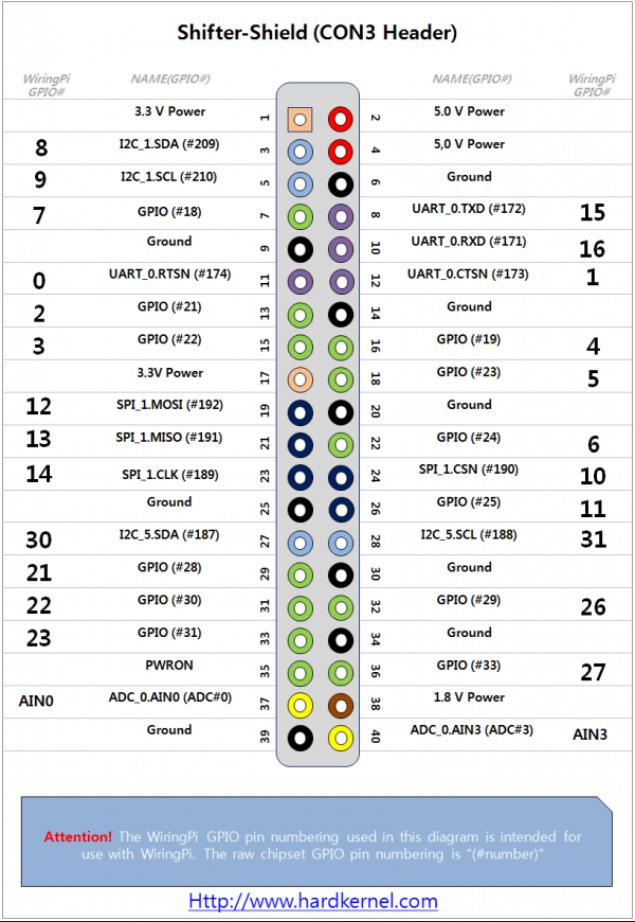 Shifter-Shield (CON3 Header)
WiringPi GPIO# NAME(GPIO#) NAME(GPIO#) WiringPi GPIO#
3.3 V Power 1 2 5.0 V Power
8 I2C_1.SDA (#209) 3 4 5,0 V Power
9 I2C_1.SCL (#210) 5 6 Ground
7 GPIO (#18) 7 8 UART_0.TXD (#172) 15
Ground 9 10 UART_0.RXD (#171) 16
0 UART_0.RTSN (#174) 11 12 UART_0.CTSN (#173) 1
2 GPIO (#21) 13 14 Ground
3 GPIO (#22) 15 16 GPIO (#19) 4
3.3V Power 17 18 GPIO (#23) 5
12 SPI_1.MOSI (#192) 19 20 Ground
13 SPI_1.MISO (#191) 21 22 GPIO (#24) 6
14 SPI_1.CLK (#189) 23 24 SPI_1.CSN (#190) 10
Ground 25 26 GPIO (#25) 11
30 I2C_5.SDA (#187) 27 28 I2C_5.SCL (#188) 31
21 GPIO (#28) 29 30 Ground
22 GPIO (#30) 31 32 GPIO (#29) 26
23 GPIO (#31) 33 34 Ground
PWRON 35 36 GPIO (#33) 27
AIN0 ADC_0.AIN0 (ADC#0) 37 38 1.8 V Power
Ground 39 40 ADC_0.AIN3 (ADC#3) AIN3
Attention! The WiringPi GPIO pin numbering used in this diagram is intended for
use with WiringPi. The raw chipset GPIO pin numbering is "(#number)"
Http://www.hardkernel.com